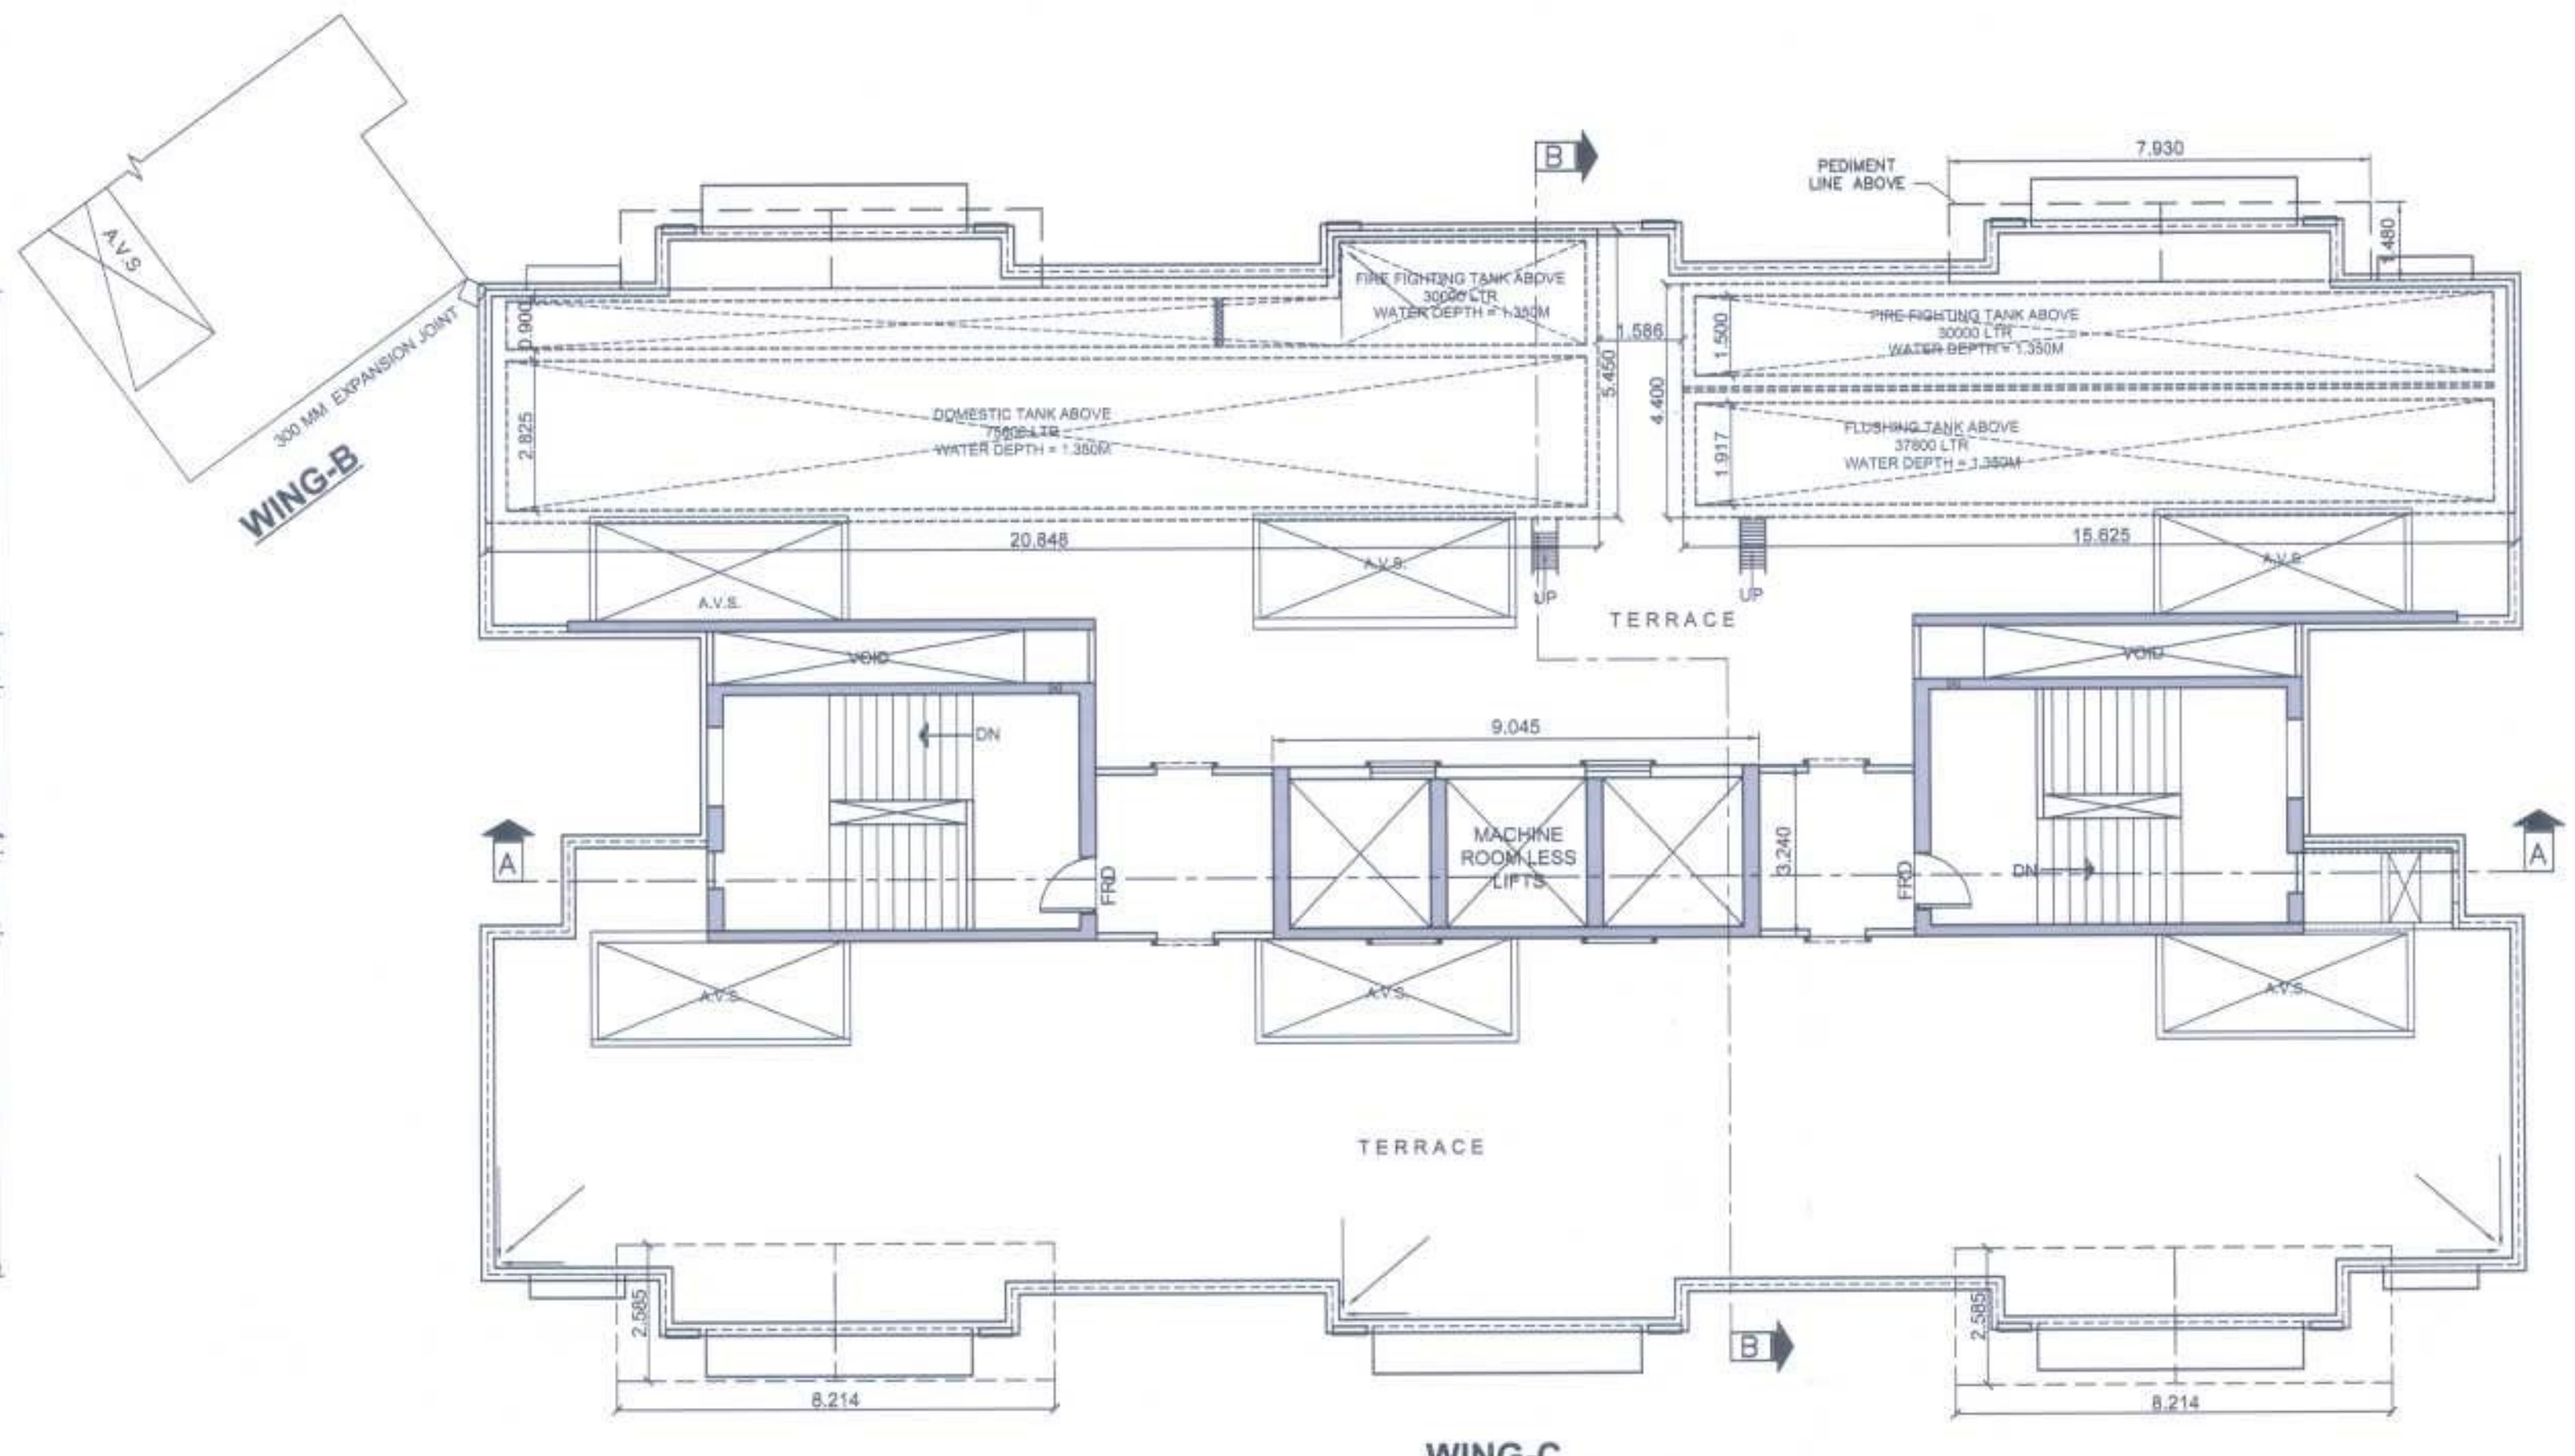 B
7.930
PEDIMENT
LINE ABOVE
1.480
A.V.S
300 MM. EXPANSION JOINT
WING-B
0.900
FIRE FIGHTING TANK ABOVE
30000 LTR
WATER DEPTH = 1.350M
1.586
5.450
4.400
1.500
FIRE FIGHTING TANK ABOVE
30000 LTR
WATER DEPTH = 1.350M
2.825
DOMESTIC TANK ABOVE
LTR
WATER DEPTH = 1.350M
1.917
FLUSHING TANK ABOVE
37800 LTR
WATER DEPTH = 1.350M
20.848
15.625
A.V.S.
A.V.S.
A.V.S.
UP
UP
TERRACE
VOID
VOID
DN
9.045
MACHINE
ROOM LESS
LIFTS
3.240
A
FRD
FRD
DN
A
A.V.S.
A.V.S.
A.V.S.
TERRACE
2.585
2.585
B
8.214
8.214
WING-C